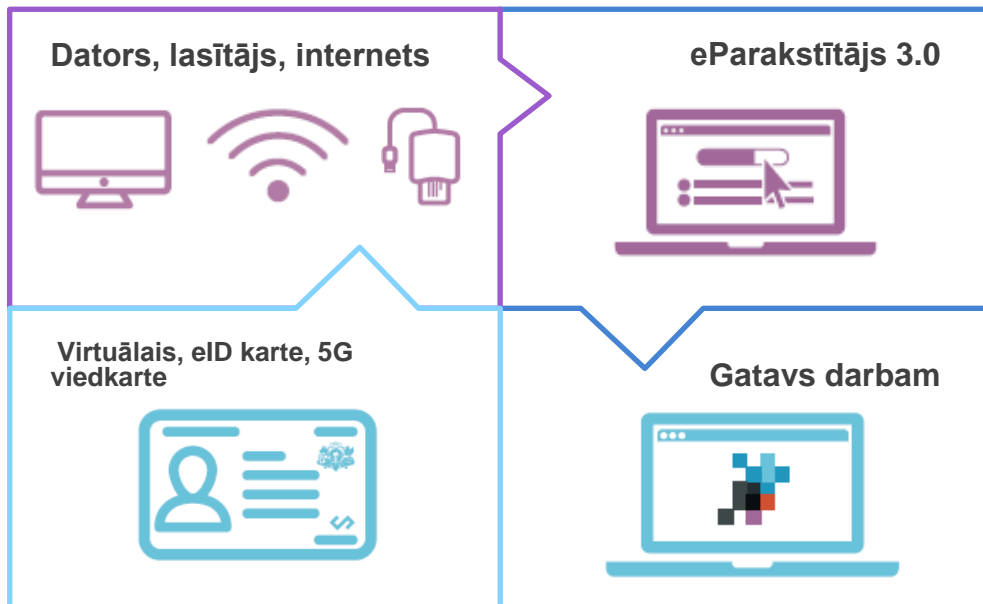 Dators, lasītājs, internets
eParakstītājs 3.0
Virtuālais, eID karte, 5G
viedkarte
Gatavs darbam